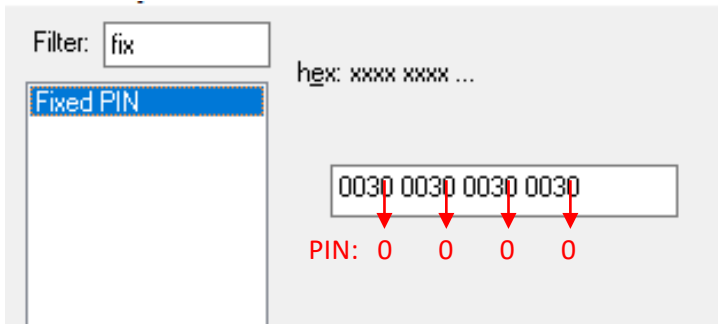 Filter: fix
hex: xxxx xxxx ...
Fixed PIN
0030 0030 0030 0030
PIN: 0 0 0 0